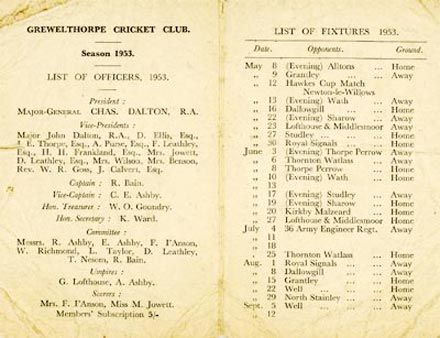 GREWELTHORPE CRICKET CLUB.
Season 1953.
LIST OF OFFICERS, 1953.
President :
MAJOR-GENERAL CHAS. DALTON, R.A.
Vice-Presidents :
Major John Dalton, R.A., D. Ellis, Esq.,
J. E. Thorpe, Esq., A. Purse, Esq., F. Leathley,
Esq., H. H. Frankland, Esq., Mrs. Jowett,
D. Leathley, Esq., Mrs. Wilson, Mrs. Benson,
Rev. W. R. Goss, J. Calvert, Esq.
Captain : R. Bain.
Vice-Captain : C. E. Ashby.
Hon. Treasurer : W. O. Goundry.
Hon. Secretary : K. Ward.
Committee :
Messrs. R. Ashby, E. Ashby, F. I'Anson,
W. Richmond, L. Taylor, D. Leathley,
T. Nesom, R. Bain.
Umpires :
G. Lofthouse, A. Ashby.
Scorers :
Mrs. F. I'Anson, Miss M. Jowett.
Members' Subscription 5/-
LIST OF FIXTURES 1953.
Date. Opponents. Ground.
May 8 (Evening) Alltons ... Home
„ 9 Grantley ... Away
„ 12 Hawkes Cup Match
Newton-le-Willows
„ 13 (Evening) Wath ... Away
„ 16 Dallowgill ... Home
„ 22 (Evening) Sharow ... Away
„ 23 Lofthouse & Middlesmoor Away
„ 27 Studley ... Home
„ 30 Royal Signals ... Home
June 3 (Evening) Thorpe Perrow Away
„ 6 Thornton Watlass Away
„ 8 Thorpe Perrow ... Home
„ 10 (Evening) Wath ... Home
„ 13
„ 17 (Evening) Studley ... Away
„ 19 (Evening) Sharow ... Home
„ 20 Kirkby Malzeard ... Home
„ 27 Lofthouse & Middlesmoor Home
July 4 36 Army Engineer Regt. Away
„ 11
„ 18
„ 25 Thornton Watlass ... Home
Aug. 1 Royal Signals ... Away
„ 8 Dallowgill ... Away
„ 15 Grantley ... Home
„ 22 Well ... Home
„ 29 North Stainley ... Away
Sept. 5 Well ... Away
„ 12